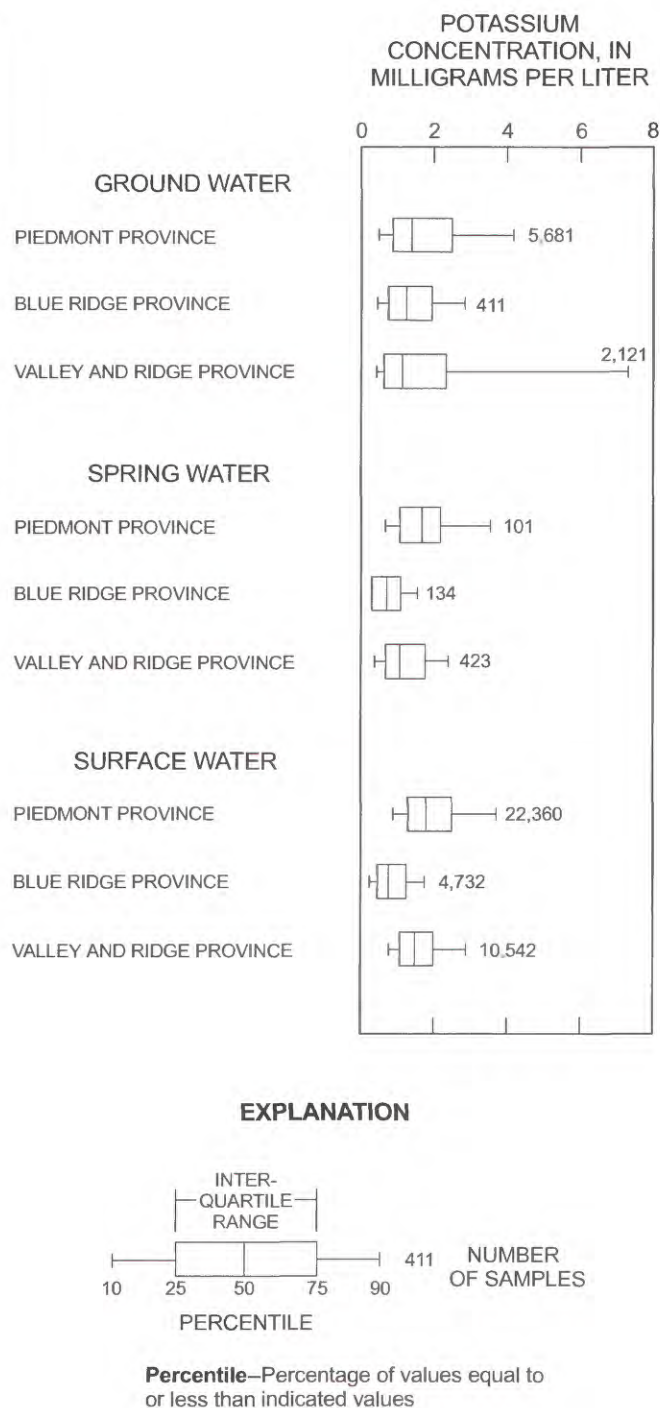 POTASSIUM
CONCENTRATION, IN
MILLIGRAMS PER LITER
0 2 4 6 8
GROUND WATER
PIEDMONT PROVINCE 5,681
BLUE RIDGE PROVINCE 411
VALLEY AND RIDGE PROVINCE 2,121
SPRING WATER
PIEDMONT PROVINCE 101
BLUE RIDGE PROVINCE 134
VALLEY AND RIDGE PROVINCE 423
SURFACE WATER
PIEDMONT PROVINCE 22,360
BLUE RIDGE PROVINCE 4,732
VALLEY AND RIDGE PROVINCE 10,542
EXPLANATION
INTER-
QUARTILE
RANGE
411 NUMBER
OF SAMPLES
10 25 50 75 90
PERCENTILE
Percentile–Percentage of values equal to
or less than indicated values